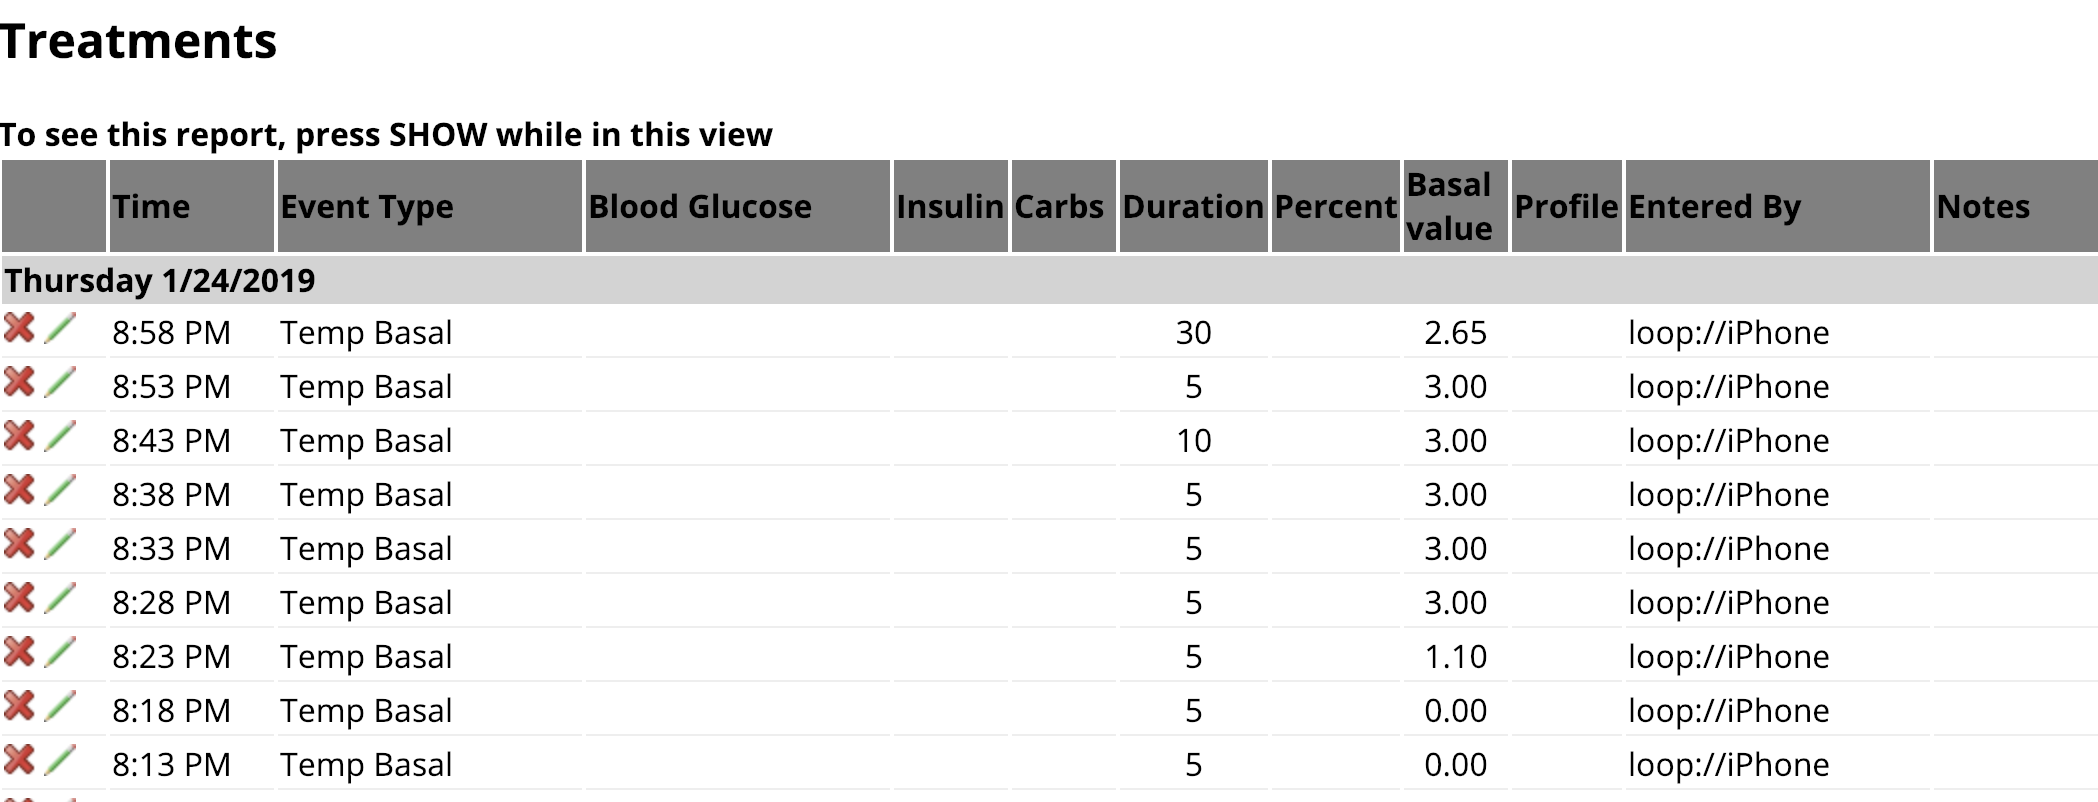 Treatments
To see this report, press SHOW while in this view
Time Event Type Blood Glucose Insulin Carbs Duration Percent Basal value Profile Entered By Notes
Thursday 1/24/2019
8:58 PM Temp Basal 30 2.65 loop://iPhone
8:53 PM Temp Basal 5 3.00 loop://iPhone
8:43 PM Temp Basal 10 3.00 loop://iPhone
8:38 PM Temp Basal 5 3.00 loop://iPhone
8:33 PM Temp Basal 5 3.00 loop://iPhone
8:28 PM Temp Basal 5 3.00 loop://iPhone
8:23 PM Temp Basal 5 1.10 loop://iPhone
8:18 PM Temp Basal 5 0.00 loop://iPhone
8:13 PM Temp Basal 5 0.00 loop://iPhone